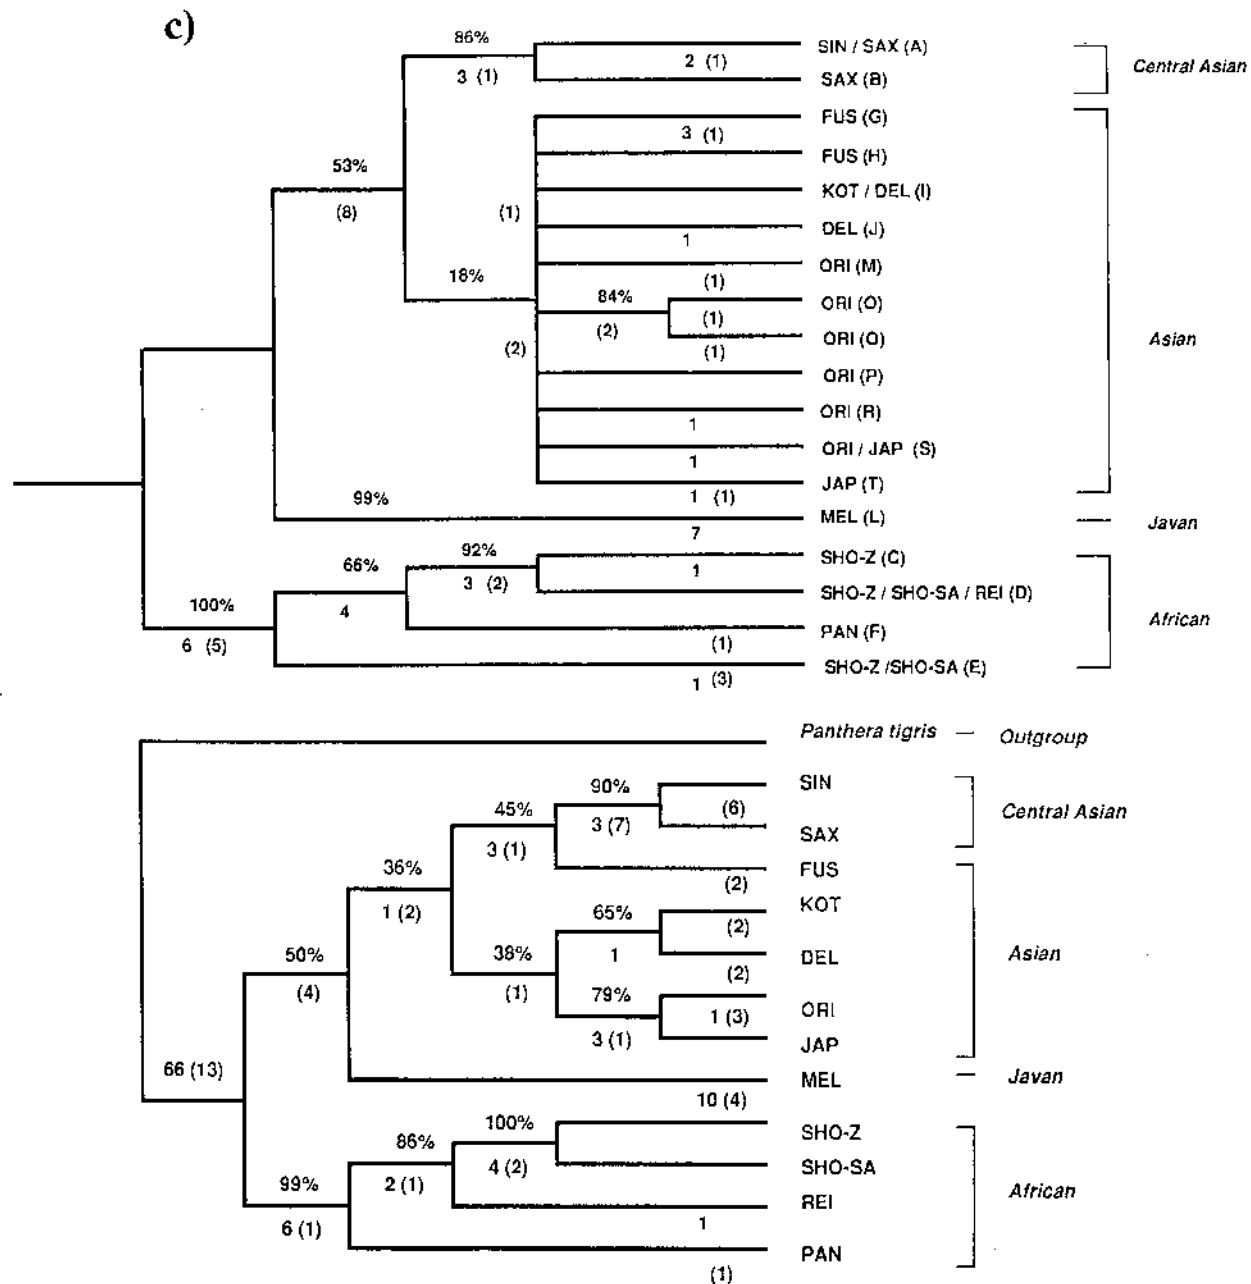 c)
86%
SIN / SAX (A)
3 (1)
2 (1)
Central Asian
SAX (B)
FUS (G)
3 (1)
53%
FUS (H)
(8)
(1)
KOT / DEL (I)
DEL (J)
1
18%
ORI (M)
(1)
84%
ORI (O)
(2)
(1)
(2)
ORI (Q)
Asian
(1)
ORI (P)
ORI (R)
1
ORI / JAP (S)
1
JAP (T)
99%
1 (1)
MEL (L)
Javan
7
92%
SHO-Z (C)
66%
3 (2)
1
SHO-Z / SHO-SA / REI (D)
100%
4
African
PAN (F)
6 (5)
(1)
SHO-Z /SHO-SA (E)
1 (3)
Panthera tigris
Outgroup
SIN
90%
45%
(6)
Central Asian
3 (7)
SAX
3 (1)
FUS
36%
(2)
KOT
1 (2)
65%
(2)
50%
38%
1
DEL
Asian
(4)
(1)
(2)
79%
ORI
1 (3)
3 (1)
JAP
66 (13)
MEL
Javan
10 (4)
100%
SHO-Z
86%
4 (2)
SHO-SA
99%
2 (1)
African
REI
6 (1)
1
PAN
(1)